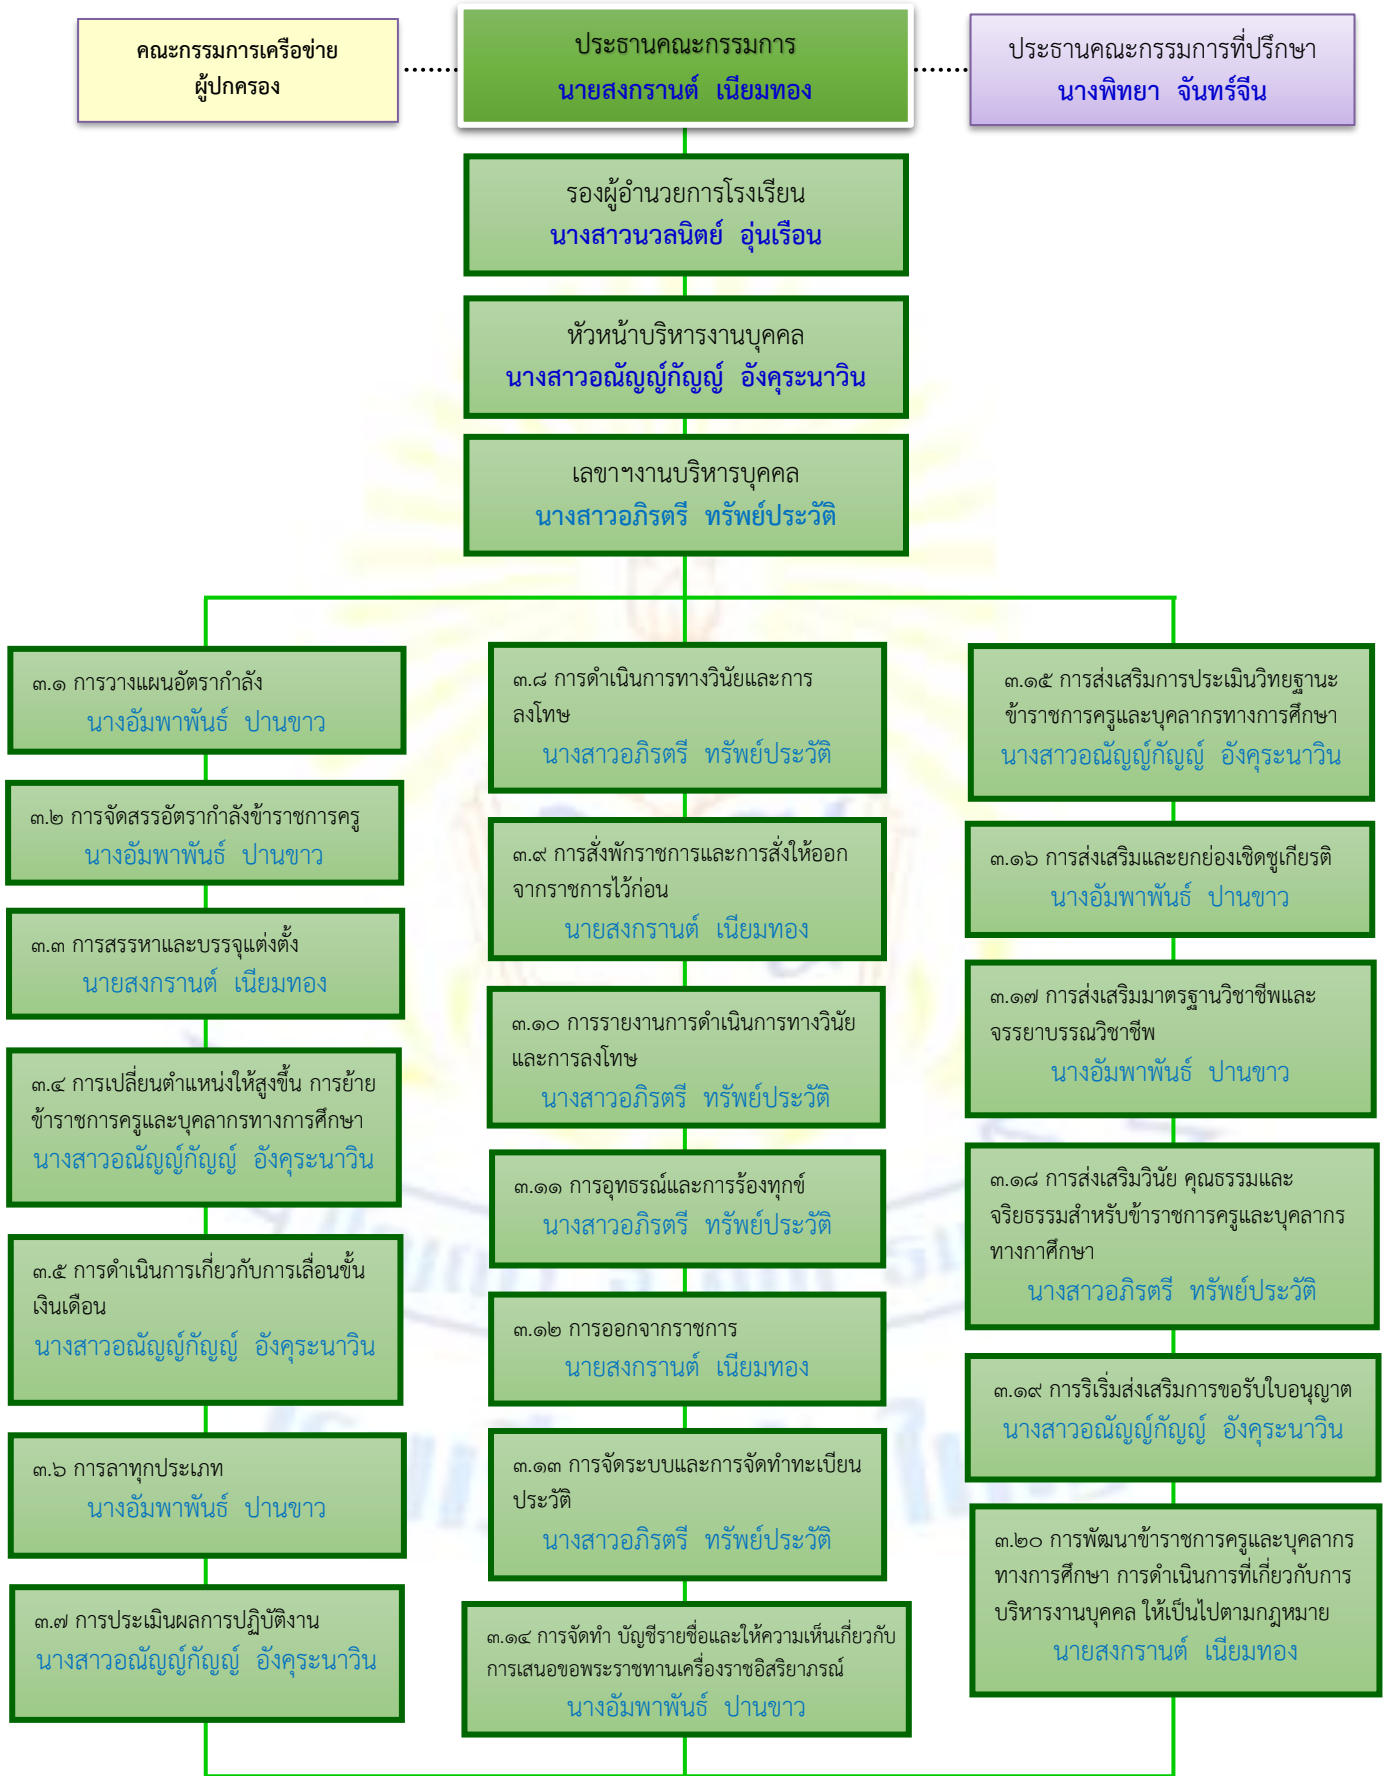 คณะกรรมการเครือข่าย
ผู้ปกครอง
ประธานคณะกรรมการ
นายสงกรานต์ เนียมทอง
ประธานคณะกรรมการที่ปรึกษา
นางพิทยา จันทร์จีน
รองผู้อำนวยการโรงเรียน
นางสาวนวลนิตย์ อุ่นเรือน
หัวหน้าบริหารงานบุคคล
นางสาวอณัญญ์กัญญ์ อังคุระนาวิน
เลขาฯงานบริหารบุคคล
นางสาวอภิรตรี ทรัพย์ประวัติ
๓.๑ การวางแผนอัตรากำลัง
นางอัมพาพันธ์ ปานขาว
๓.๒ การจัดสรรอัตรากำลังข้าราชการครู
นางอัมพาพันธ์ ปานขาว
๓.๓ การสรรหาและบรรจุแต่งตั้ง
นายสงกรานต์ เนียมทอง
๓.๔ การเปลี่ยนตำแหน่งให้สูงขึ้น การย้าย
ข้าราชการครูและบุคลากรทางการศึกษา
นางสาวอณัญญ์กัญญ์ อังคุระนาวิน
๓.๕ การดำเนินการเกี่ยวกับการเลื่อนขั้น
เงินเดือน
นางสาวอณัญญ์กัญญ์ อังคุระนาวิน
๓.๖ การลาทุกประเภท
นางอัมพาพันธ์ ปานขาว
๓.๗ การประเมินผลการปฏิบัติงาน
นางสาวอณัญญ์กัญญ์ อังคุระนาวิน
๓.๘ การดำเนินการทางวินัยและการ
ลงโทษ
นางสาวอภิรตรี ทรัพย์ประวัติ
๓.๙ การสั่งพักราชการและการสั่งให้ออก
จากราชการไว้ก่อน
นายสงกรานต์ เนียมทอง
๓.๑๐ การรายงานการดำเนินการทางวินัย
และการลงโทษ
นางสาวอภิรตรี ทรัพย์ประวัติ
๓.๑๑ การอุทธรณ์และการร้องทุกข์
นางสาวอภิรตรี ทรัพย์ประวัติ
๓.๑๒ การออกจากราชการ
นายสงกรานต์ เนียมทอง
๓.๑๓ การจัดระบบและการจัดทำทะเบียน
ประวัติ
นางสาวอภิรตรี ทรัพย์ประวัติ
๓.๑๔ การจัดทำ บัญชีรายชื่อและให้ความเห็นเกี่ยวกับ
การเสนอขอพระราชทานเครื่องราชอิสริยาภรณ์
นางอัมพาพันธ์ ปานขาว
๓.๑๕ การส่งเสริมการประเมินวิทยฐานะ
ข้าราชการครูและบุคลากรทางการศึกษา
นางสาวอณัญญ์กัญญ์ อังคุระนาวิน
๓.๑๖ การส่งเสริมและยกย่องเชิดชูเกียรติ
นางอัมพาพันธ์ ปานขาว
๓.๑๗ การส่งเสริมมาตรฐานวิชาชีพและ
จรรยาบรรณวิชาชีพ
นางอัมพาพันธ์ ปานขาว
๓.๑๘ การส่งเสริมวินัย คุณธรรมและ
จริยธรรมสำหรับข้าราชการครูและบุคลากร
ทางกาศึกษา
นางสาวอภิรตรี ทรัพย์ประวัติ
๓.๑๙ การริเริ่มส่งเสริมการขอรับใบอนุญาต
นางสาวอณัญญ์กัญญ์ อังคุระนาวิน
๓.๒๐ การพัฒนาข้าราชการครูและบุคลากร
ทางการศึกษา การดำเนินการที่เกี่ยวกับการ
บริหารงานบุคคล ให้เป็นไปตามกฎหมาย
นายสงกรานต์ เนียมทอง